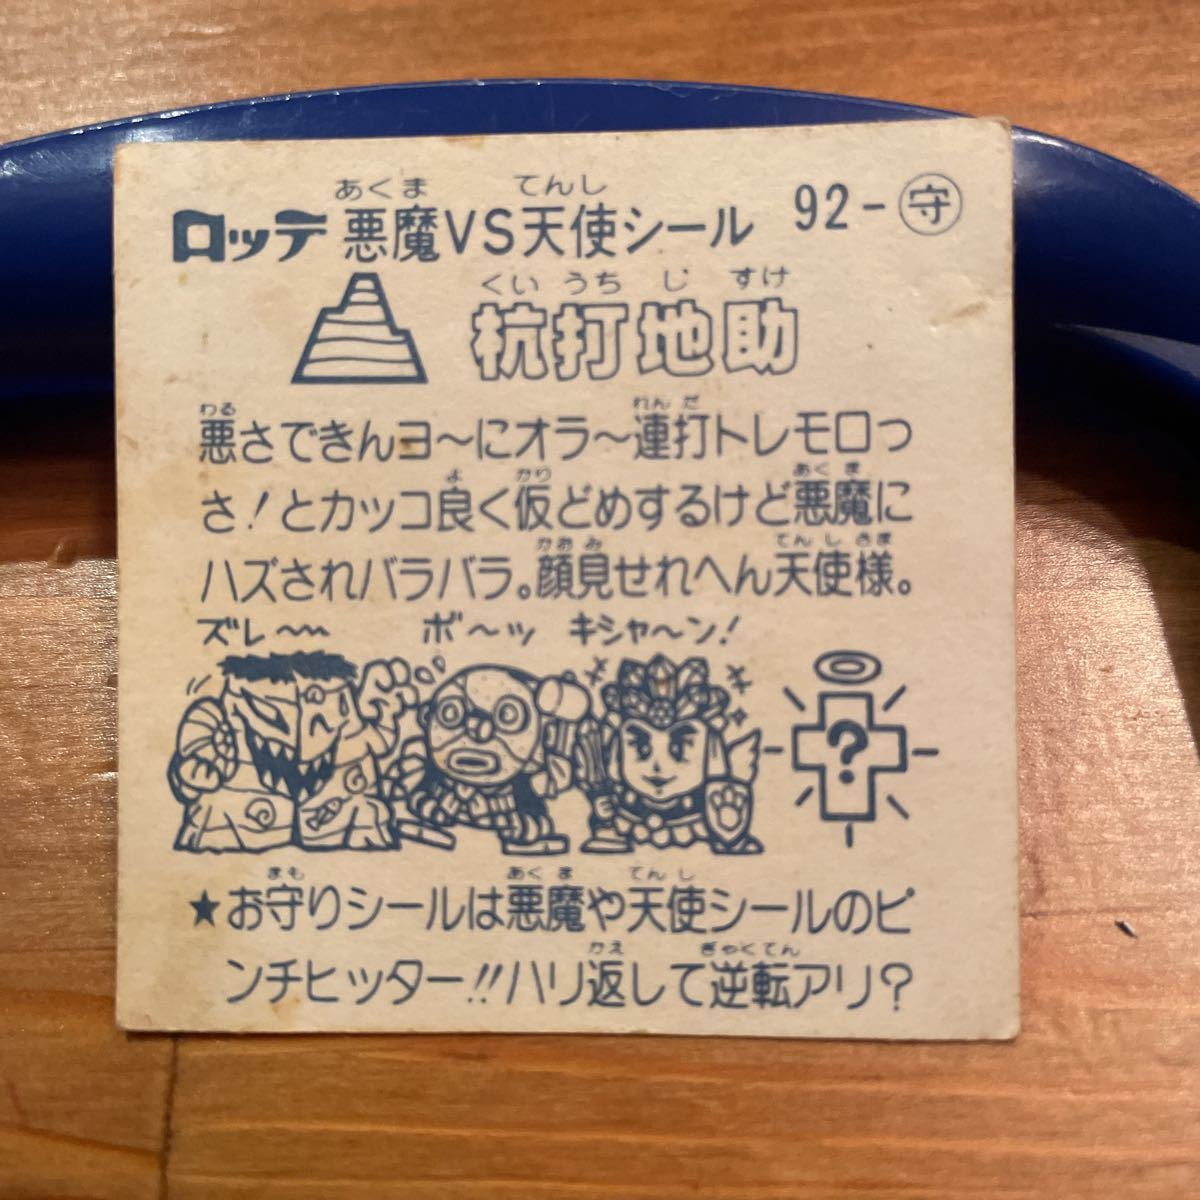 あくま てんし
ロッテ 悪魔VS天使シール 92-守
くい うち じ すけ
杭打地助
わる れん だ
悪さできんヨ〜にオラ〜連打トレモロっ
よ かり あくま
さ!とカッコ良く仮どめするけど悪魔に
かおみ てんしさま
ハズされバラバラ。顔見せれへん天使様。
ズレ〜 ボ〜ッ キシャ〜ン!
?
まも あくま てんし
★お守りシールは悪魔や天使シールのピ
かえ ぎゃくてん
ンチヒッター!!ハリ返して逆転アリ?